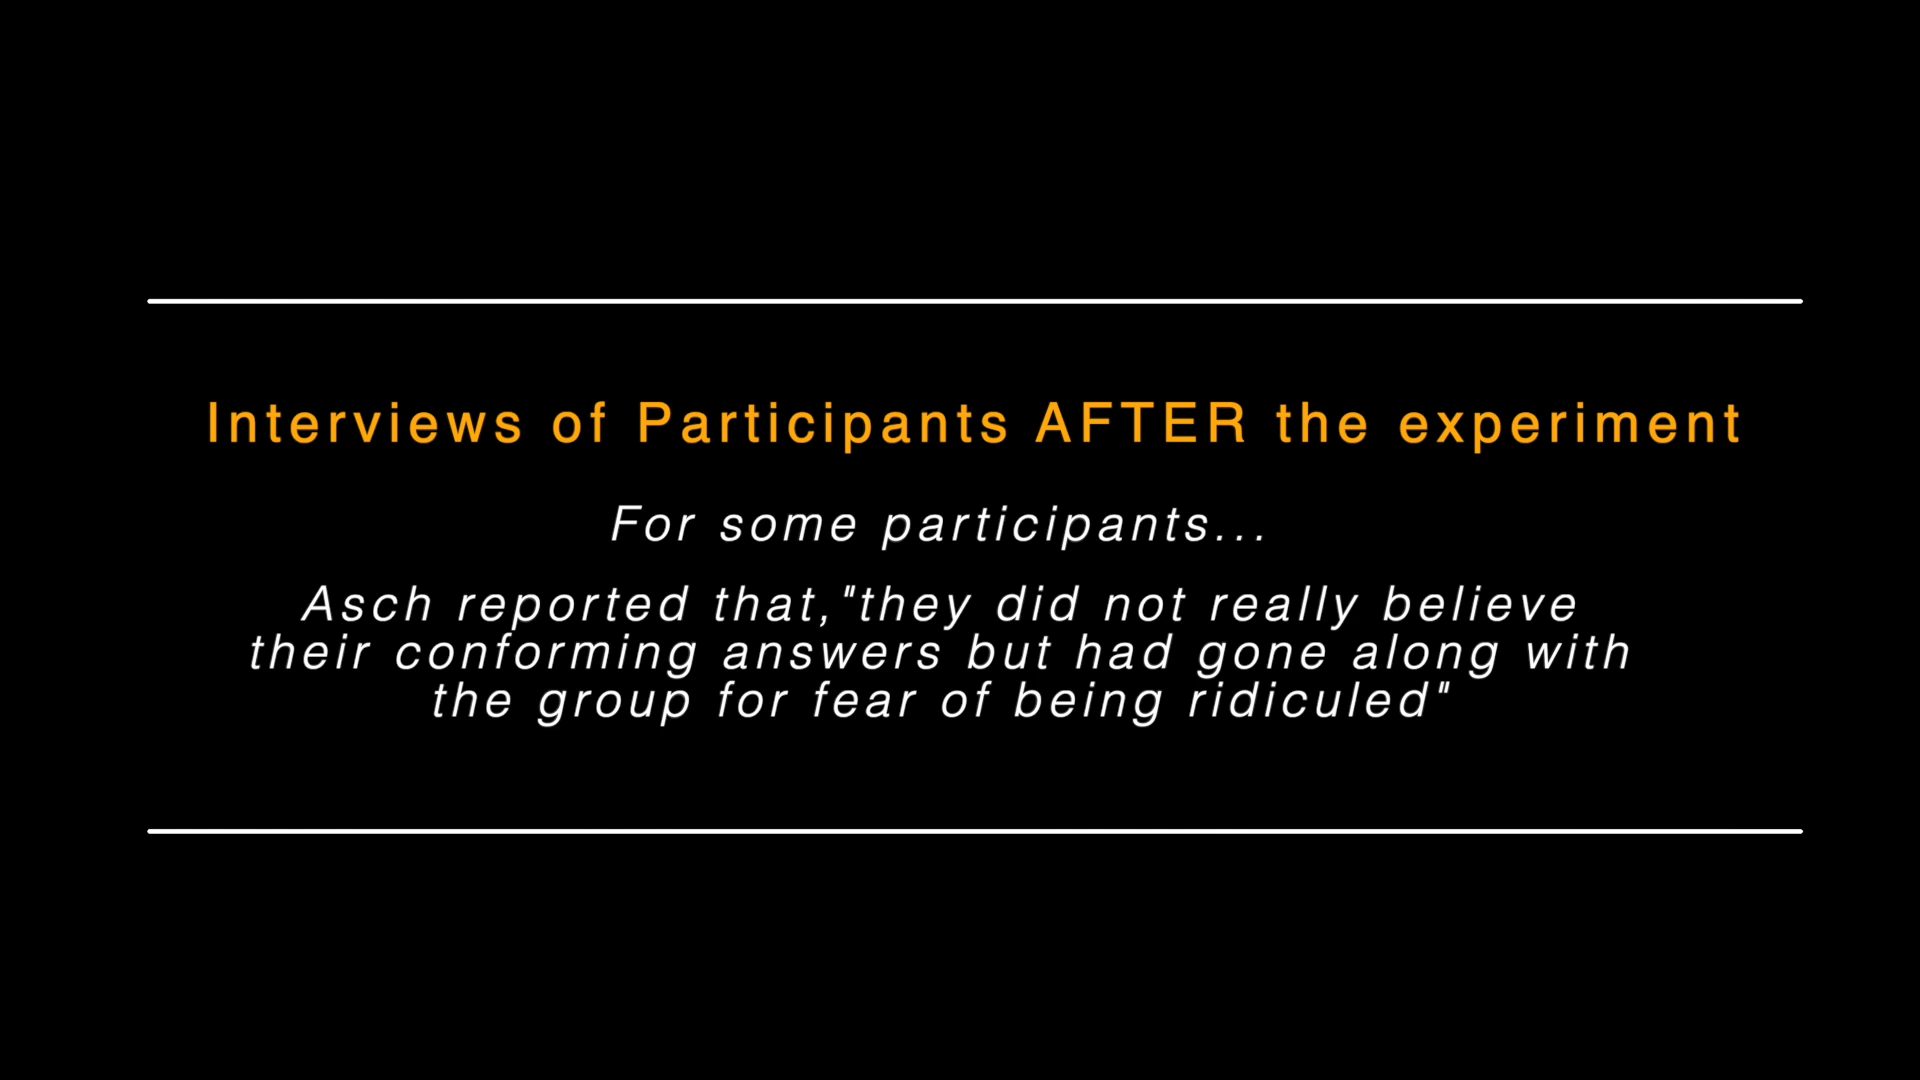 Interviews of Participants AFTER the experiment
For some participants...
Asch reported that,"they did not really believe
their conforming answers but had gone along with
the group for fear of being ridiculed"